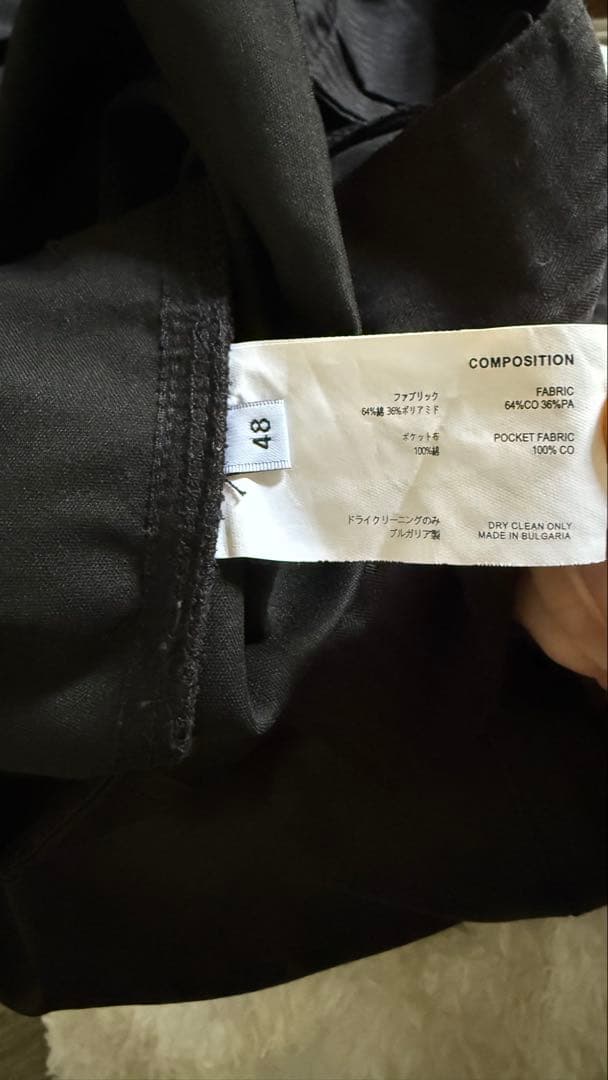 COMPOSITION
ファブリック
64%綿 36%ポリアミド
FABRIC
64%CO 36%PA
ポケット布
100%綿
POCKET FABRIC
100% CO
ドライクリーニングのみ
ブルガリア製
DRY CLEAN ONLY
MADE IN BULGARIA
48